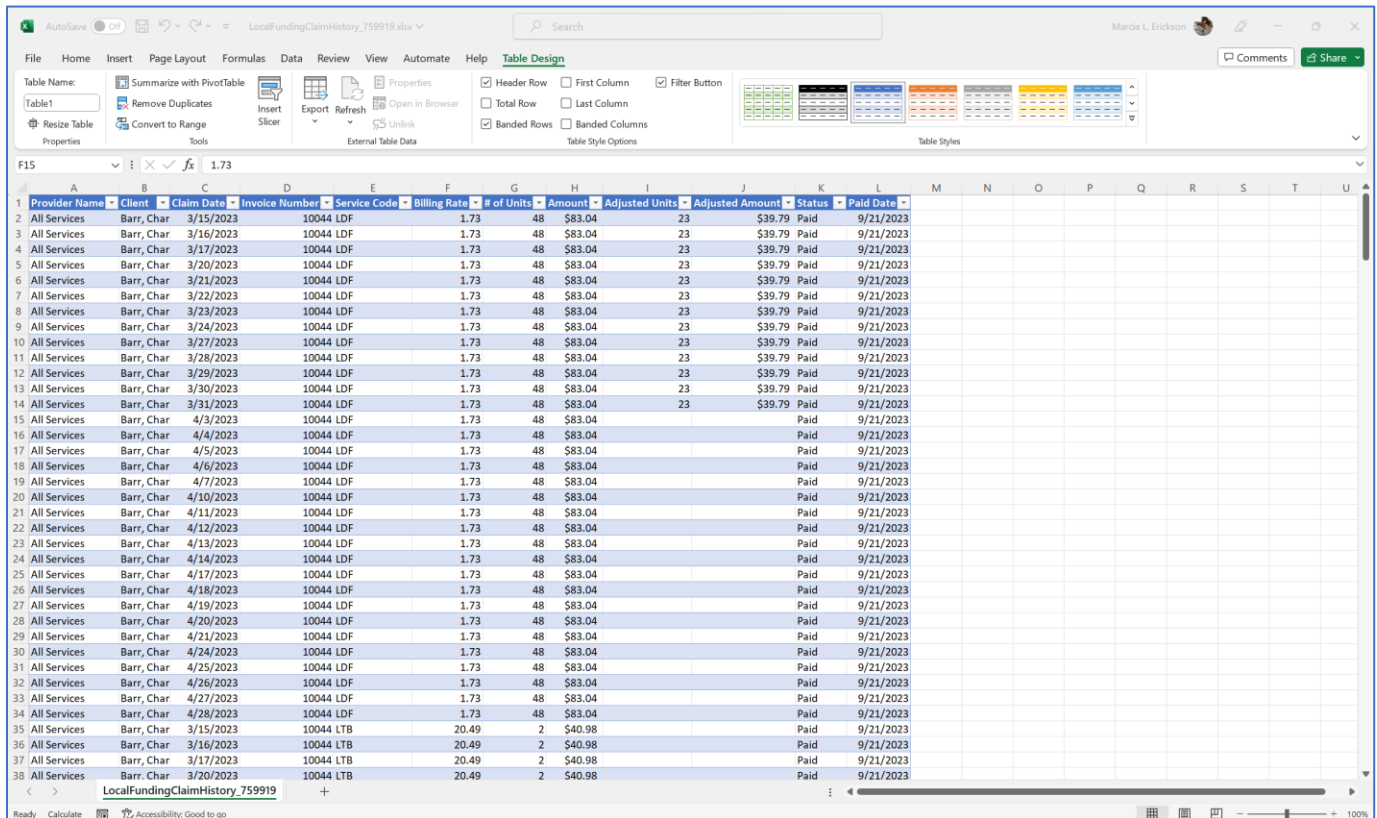 AutoSave Off LocalFundingClaimHistory_759919.xlsx Search Marcia L. Erickson
File Home Insert Page Layout Formulas Data Review View Automate Help Table Design Comments Share
Table Name: Summarize with PivotTable Properties Header Row First Column Filter Button
Table1 Remove Duplicates Insert Slicer Export Refresh Open in Browser Total Row Last Column
Resize Table Convert to Range Unlink Banded Rows Banded Columns
Properties Tools External Table Data Table Style Options Table Styles
F15 fx 1.73
A B C D E F G H I J K L M N O P Q R S T U
1 Provider Name Client Claim Date Invoice Number Service Code Billing Rate # of Units Amount Adjusted Units Adjusted Amount Status Paid Date
2 All Services Barr, Char 3/15/2023 10044 LDF 1.73 48 $83.04 23 $39.79 Paid 9/21/2023
3 All Services Barr, Char 3/16/2023 10044 LDF 1.73 48 $83.04 23 $39.79 Paid 9/21/2023
4 All Services Barr, Char 3/17/2023 10044 LDF 1.73 48 $83.04 23 $39.79 Paid 9/21/2023
5 All Services Barr, Char 3/20/2023 10044 LDF 1.73 48 $83.04 23 $39.79 Paid 9/21/2023
6 All Services Barr, Char 3/21/2023 10044 LDF 1.73 48 $83.04 23 $39.79 Paid 9/21/2023
7 All Services Barr, Char 3/22/2023 10044 LDF 1.73 48 $83.04 23 $39.79 Paid 9/21/2023
8 All Services Barr, Char 3/23/2023 10044 LDF 1.73 48 $83.04 23 $39.79 Paid 9/21/2023
9 All Services Barr, Char 3/24/2023 10044 LDF 1.73 48 $83.04 23 $39.79 Paid 9/21/2023
10 All Services Barr, Char 3/27/2023 10044 LDF 1.73 48 $83.04 23 $39.79 Paid 9/21/2023
11 All Services Barr, Char 3/28/2023 10044 LDF 1.73 48 $83.04 23 $39.79 Paid 9/21/2023
12 All Services Barr, Char 3/29/2023 10044 LDF 1.73 48 $83.04 23 $39.79 Paid 9/21/2023
13 All Services Barr, Char 3/30/2023 10044 LDF 1.73 48 $83.04 23 $39.79 Paid 9/21/2023
14 All Services Barr, Char 3/31/2023 10044 LDF 1.73 48 $83.04 23 $39.79 Paid 9/21/2023
15 All Services Barr, Char 4/3/2023 10044 LDF 1.73 48 $83.04 Paid 9/21/2023
16 All Services Barr, Char 4/4/2023 10044 LDF 1.73 48 $83.04 Paid 9/21/2023
17 All Services Barr, Char 4/5/2023 10044 LDF 1.73 48 $83.04 Paid 9/21/2023
18 All Services Barr, Char 4/6/2023 10044 LDF 1.73 48 $83.04 Paid 9/21/2023
19 All Services Barr, Char 4/7/2023 10044 LDF 1.73 48 $83.04 Paid 9/21/2023
20 All Services Barr, Char 4/10/2023 10044 LDF 1.73 48 $83.04 Paid 9/21/2023
21 All Services Barr, Char 4/11/2023 10044 LDF 1.73 48 $83.04 Paid 9/21/2023
22 All Services Barr, Char 4/12/2023 10044 LDF 1.73 48 $83.04 Paid 9/21/2023
23 All Services Barr, Char 4/13/2023 10044 LDF 1.73 48 $83.04 Paid 9/21/2023
24 All Services Barr, Char 4/14/2023 10044 LDF 1.73 48 $83.04 Paid 9/21/2023
25 All Services Barr, Char 4/17/2023 10044 LDF 1.73 48 $83.04 Paid 9/21/2023
26 All Services Barr, Char 4/18/2023 10044 LDF 1.73 48 $83.04 Paid 9/21/2023
27 All Services Barr, Char 4/19/2023 10044 LDF 1.73 48 $83.04 Paid 9/21/2023
28 All Services Barr, Char 4/20/2023 10044 LDF 1.73 48 $83.04 Paid 9/21/2023
29 All Services Barr, Char 4/21/2023 10044 LDF 1.73 48 $83.04 Paid 9/21/2023
30 All Services Barr, Char 4/24/2023 10044 LDF 1.73 48 $83.04 Paid 9/21/2023
31 All Services Barr, Char 4/25/2023 10044 LDF 1.73 48 $83.04 Paid 9/21/2023
32 All Services Barr, Char 4/26/2023 10044 LDF 1.73 48 $83.04 Paid 9/21/2023
33 All Services Barr, Char 4/27/2023 10044 LDF 1.73 48 $83.04 Paid 9/21/2023
34 All Services Barr, Char 4/28/2023 10044 LDF 1.73 48 $83.04 Paid 9/21/2023
35 All Services Barr, Char 3/15/2023 10044 LTB 20.49 2 $40.98 Paid 9/21/2023
36 All Services Barr, Char 3/16/2023 10044 LTB 20.49 2 $40.98 Paid 9/21/2023
37 All Services Barr, Char 3/17/2023 10044 LTB 20.49 2 $40.98 Paid 9/21/2023
38 All Services Barr, Char 3/20/2023 10044 LTB 20.49 2 $40.98 Paid 9/21/2023
LocalFundingClaimHistory_759919
Ready Calculate Accessibility: Good to go 100%